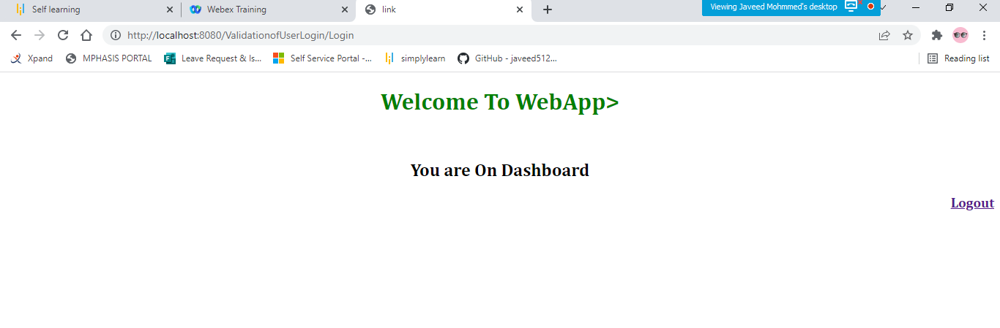 Self learning
Webex Training
link
Viewing Javeed Mohmmed's desktop
http://localhost:8080/ValidationofUserLogin/Login
Xpand
MPHASIS PORTAL
Leave Request & Is...
Self Service Portal -...
simplylearn
GitHub - javeed512...
Reading list
Welcome To WebApp>
You are On Dashboard
Logout